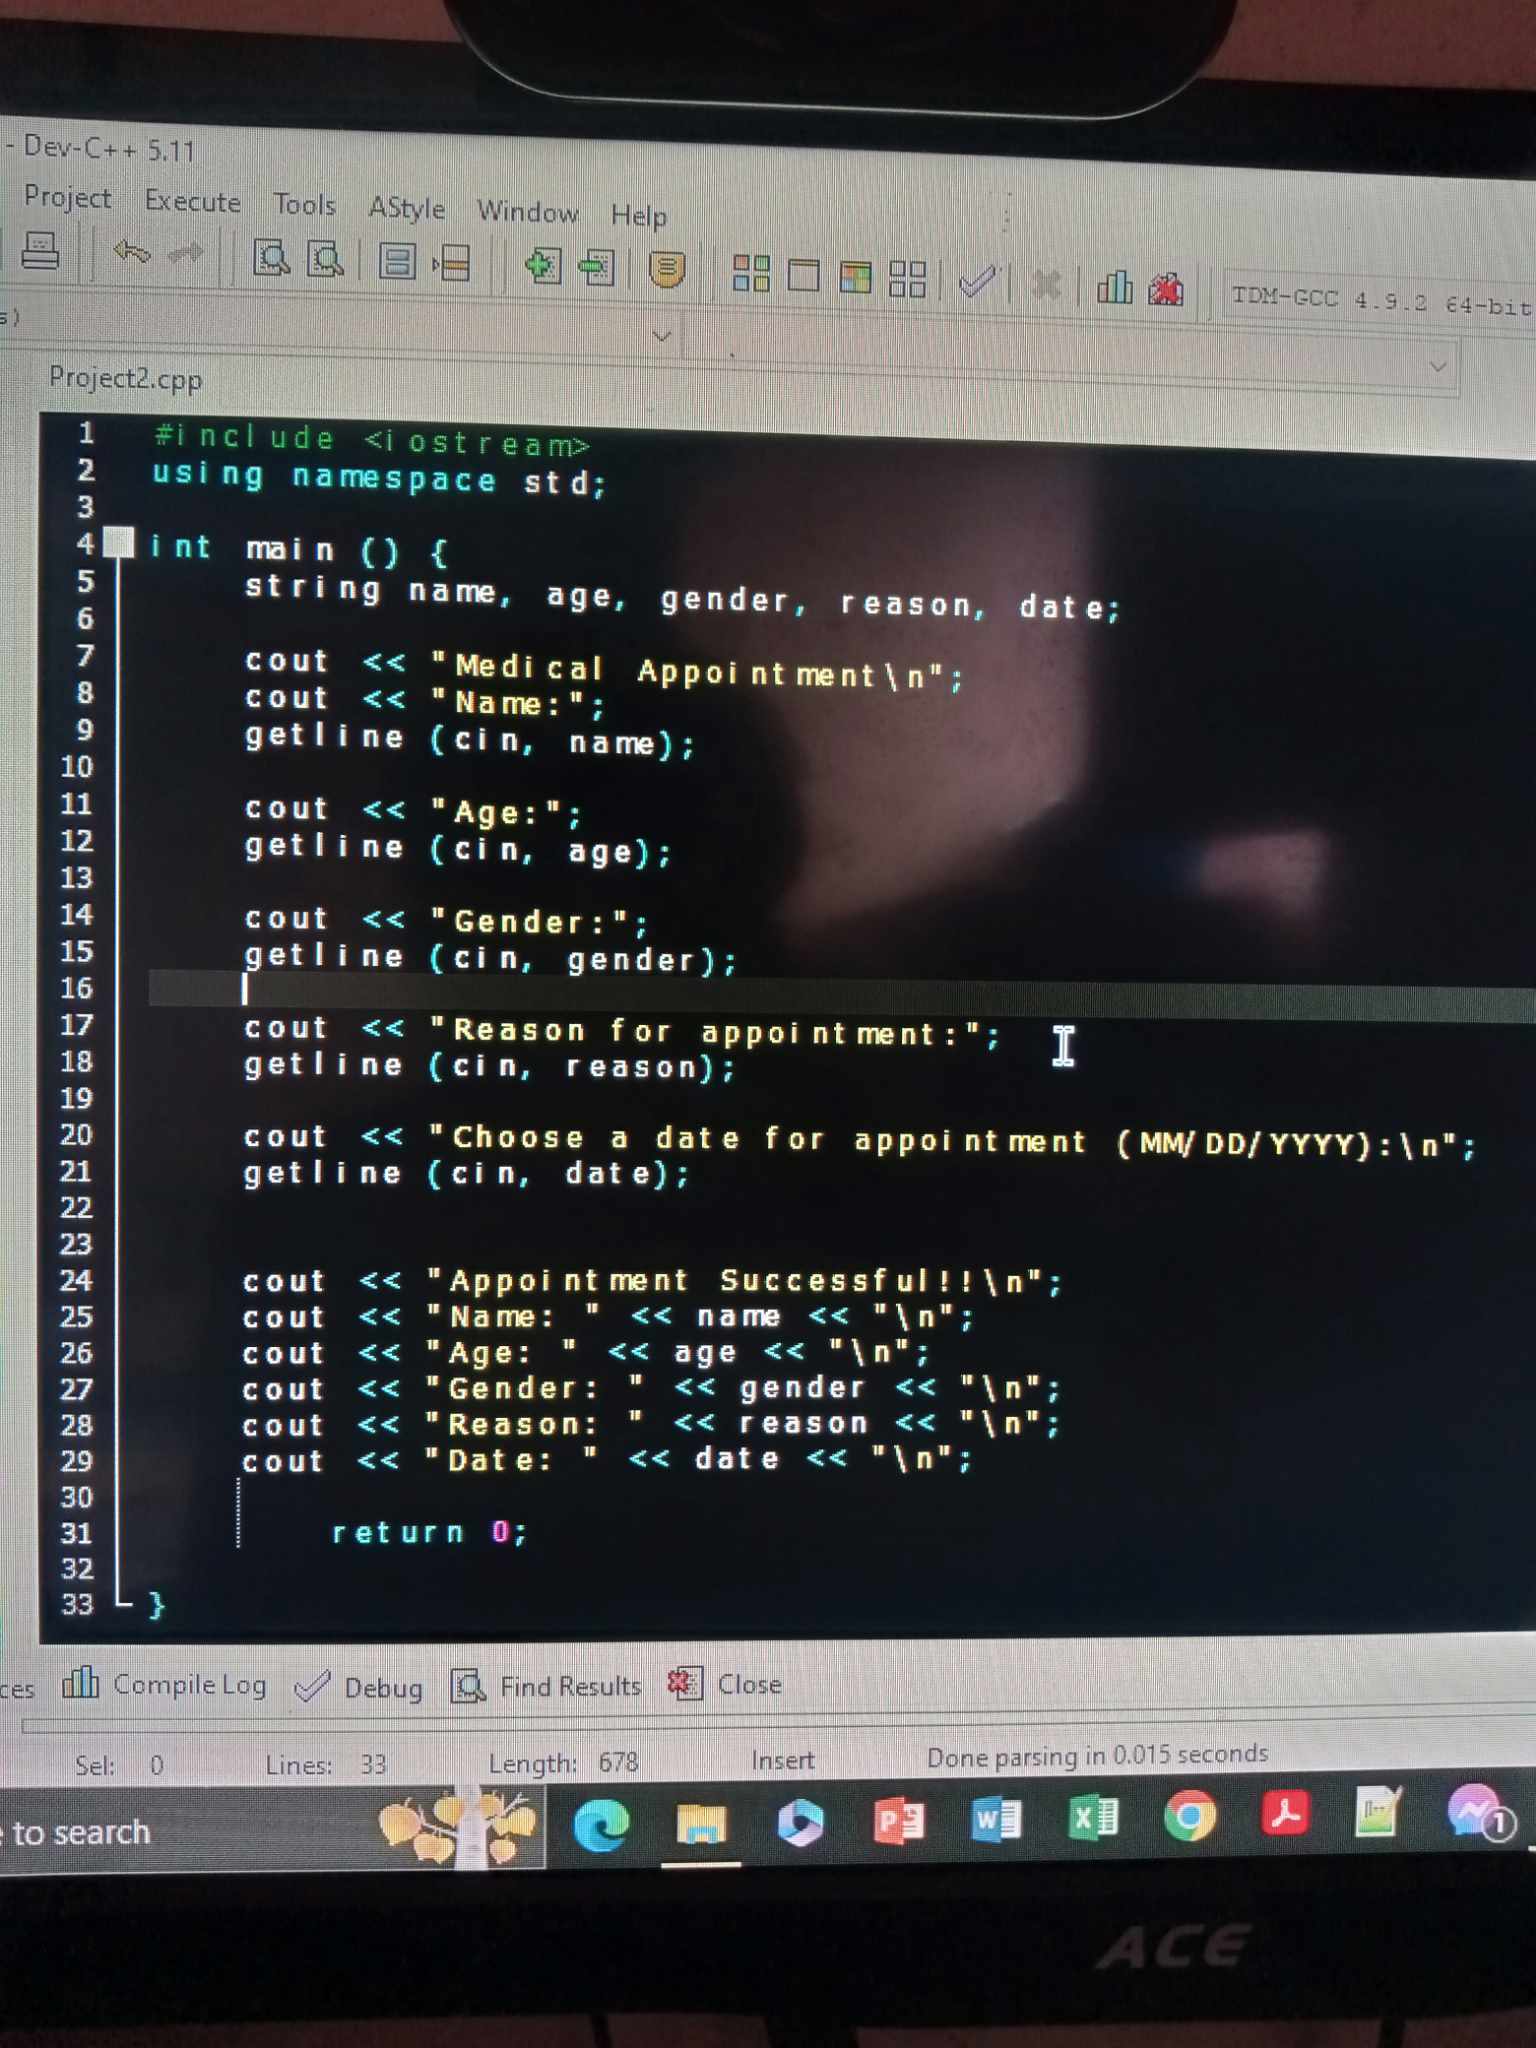 - Dev-C++ 5.11
Project Execute Tools AStyle Window Help
TDM-GCC 4.9.2 64-bit
s)
Project2.cpp
1 #include <iostream>
2 using namespace std;
3
4 int main () {
5 string name, age, gender, reason, date;
6
7 cout << "Medical Appointment\n";
8 cout << "Name:";
9 getline (cin, name);
10
11 cout << "Age:";
12 getline (cin, age);
13
14 cout << "Gender:";
15 getline (cin, gender);
16
17 cout << "Reason for appointment:";
18 getline (cin, reason);
19
20 cout << "Choose a date for appointment (MM/DD/YYYY):\n";
21 getline (cin, date);
22
23
24 cout << "Appointment Successful!!\n";
25 cout << "Name: " << name << "\n";
26 cout << "Age: " << age << "\n";
27 cout << "Gender: " << gender << "\n";
28 cout << "Reason: " << reason << "\n";
29 cout << "Date: " << date << "\n";
30
31 return 0;
32
33 }
ces Compile Log Debug Find Results Close
Sel: 0 Lines: 33 Length: 678 Insert Done parsing in 0.015 seconds
e to search
P W X 1
ACE